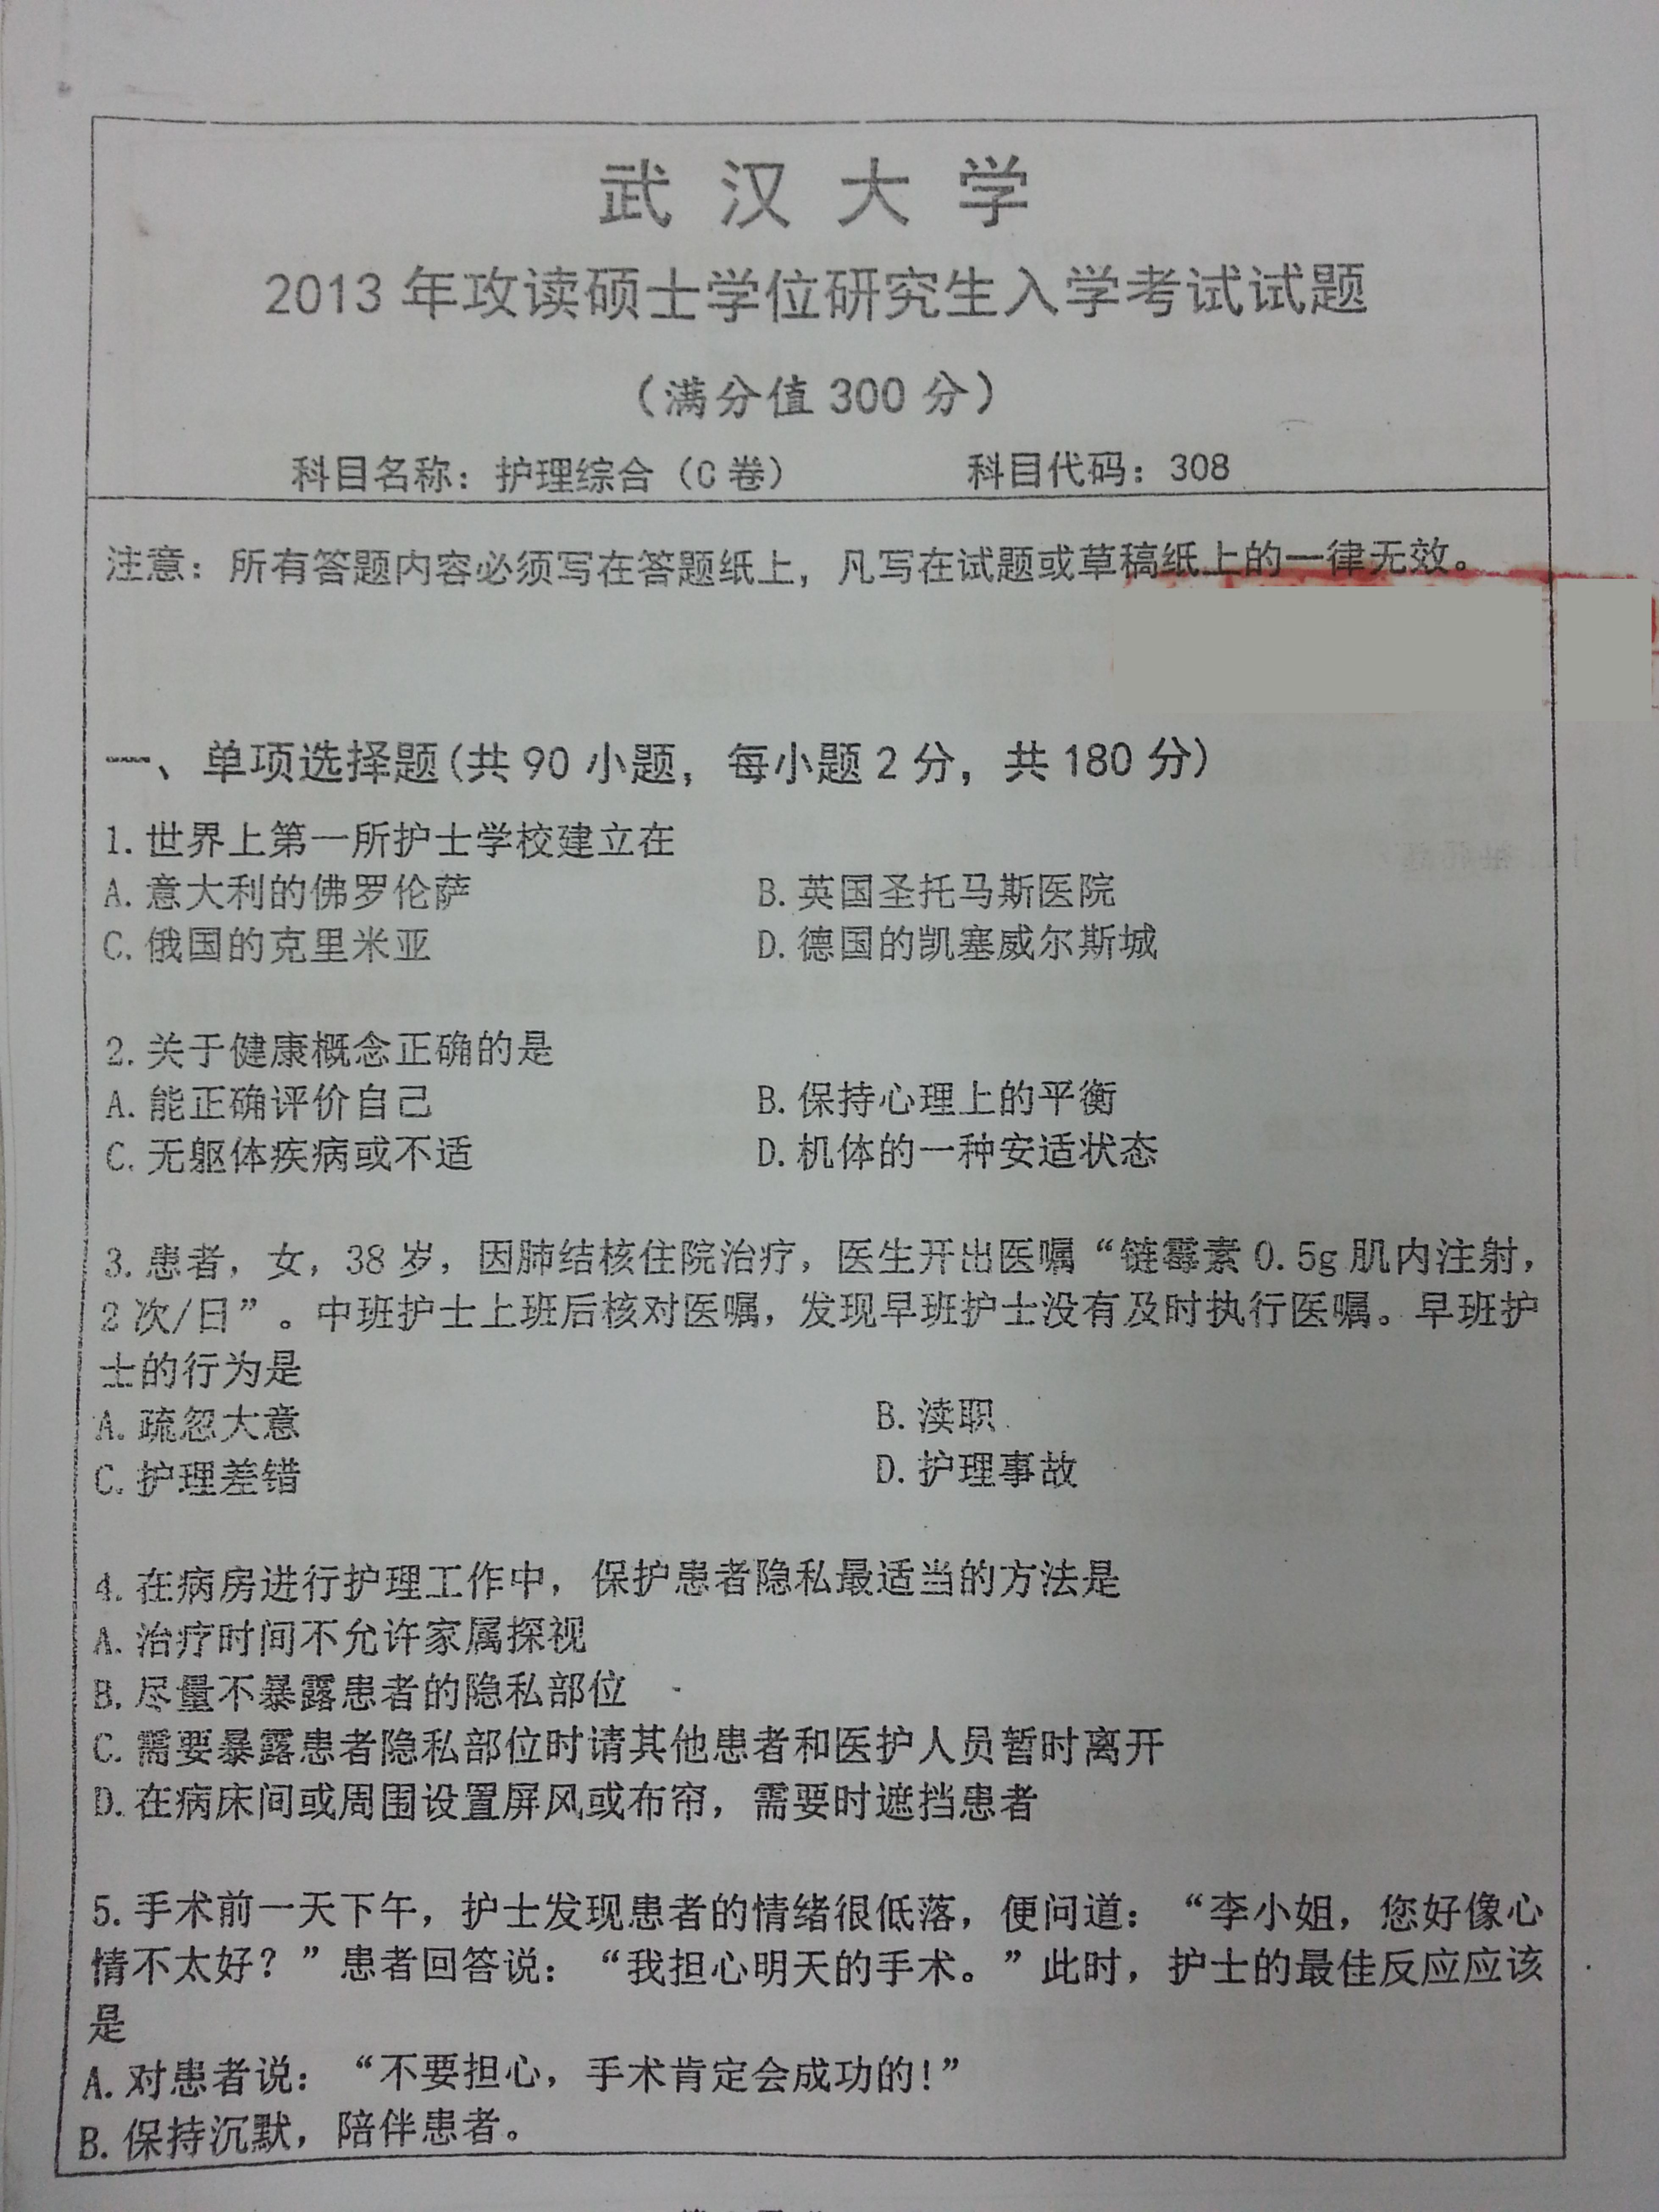 武汉大学
2013年攻读硕士学位研究生入学考试试题
（满分值300分）
科目名称：护理综合（C卷） 科目代码：308
注意：所有答题内容必须写在答题纸上，凡写在试题或草稿纸上的一律无效。
一、单项选择题(共90小题，每小题2分，共180分)
1.世界上第一所护士学校建立在
A.意大利的佛罗伦萨 B.英国圣托马斯医院
C.俄国的克里米亚 D.德国的凯塞威尔斯城
2.关于健康概念正确的是
A.能正确评价自己 B.保持心理上的平衡
C.无躯体疾病或不适 D.机体的一种安适状态
3.患者，女，38岁，因肺结核住院治疗，医生开出医嘱“链霉素0.5g肌内注射，
2次/日”。中班护士上班后核对医嘱，发现早班护士没有及时执行医嘱。早班护
士的行为是
A.疏忽大意 B.渎职
C.护理差错 D.护理事故
4.在病房进行护理工作中，保护患者隐私最适当的方法是
A.治疗时间不允许家属探视
B.尽量不暴露患者的隐私部位
C.需要暴露患者隐私部位时请其他患者和医护人员暂时离开
D.在病床间或周围设置屏风或布帘，需要时遮挡患者
5.手术前一天下午，护士发现患者的情绪很低落，便问道：“李小姐，您好像心
情不太好？”患者回答说：“我担心明天的手术。”此时，护士的最佳反应应该
是
A.对患者说：“不要担心，手术肯定会成功的！”
B.保持沉默，陪伴患者。